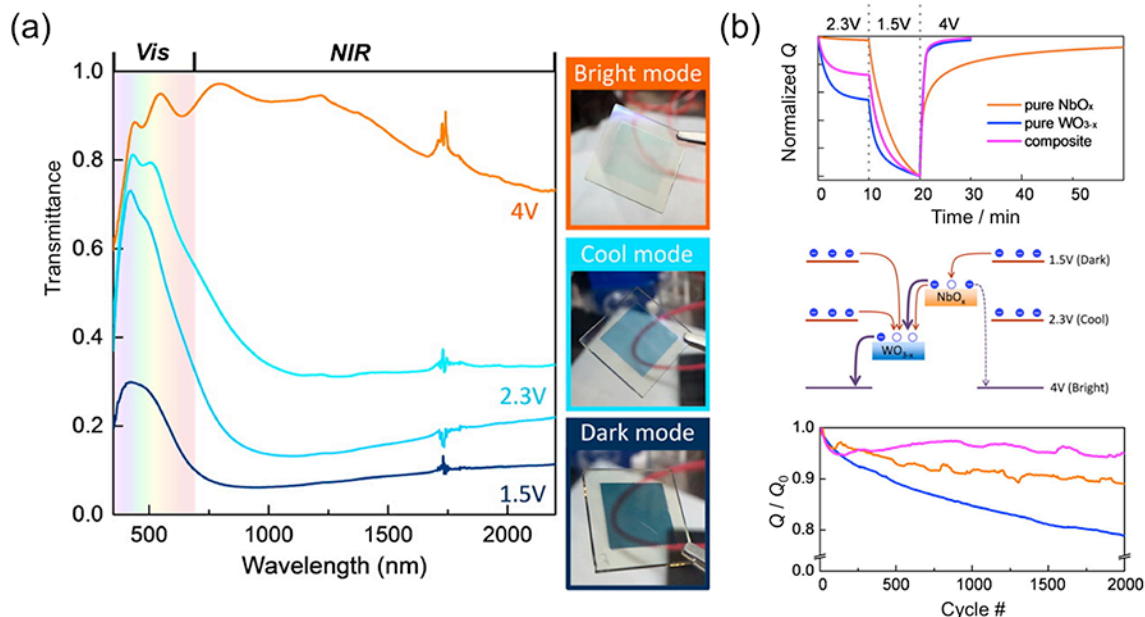 (a)
Vis
NIR
1.0
0.8
0.6
0.4
0.2
0.0
Transmittance
4V
2.3V
1.5V
500
1000
1500
2000
Wavelength (nm)
Bright mode
Cool mode
Dark mode
(b)
2.3V 1.5V 4V
Normalized Q
pure NbOₓ
pure WO₃₋ₓ
composite
0 10 20 30 40 50
Time / min
1.5V (Dark)
NbOₓ
2.3V (Cool)
WO₃₋ₓ
4V (Bright)
1.0
0.9
0.8
0.0
Q / Q₀
0 500 1000 1500 2000
Cycle #